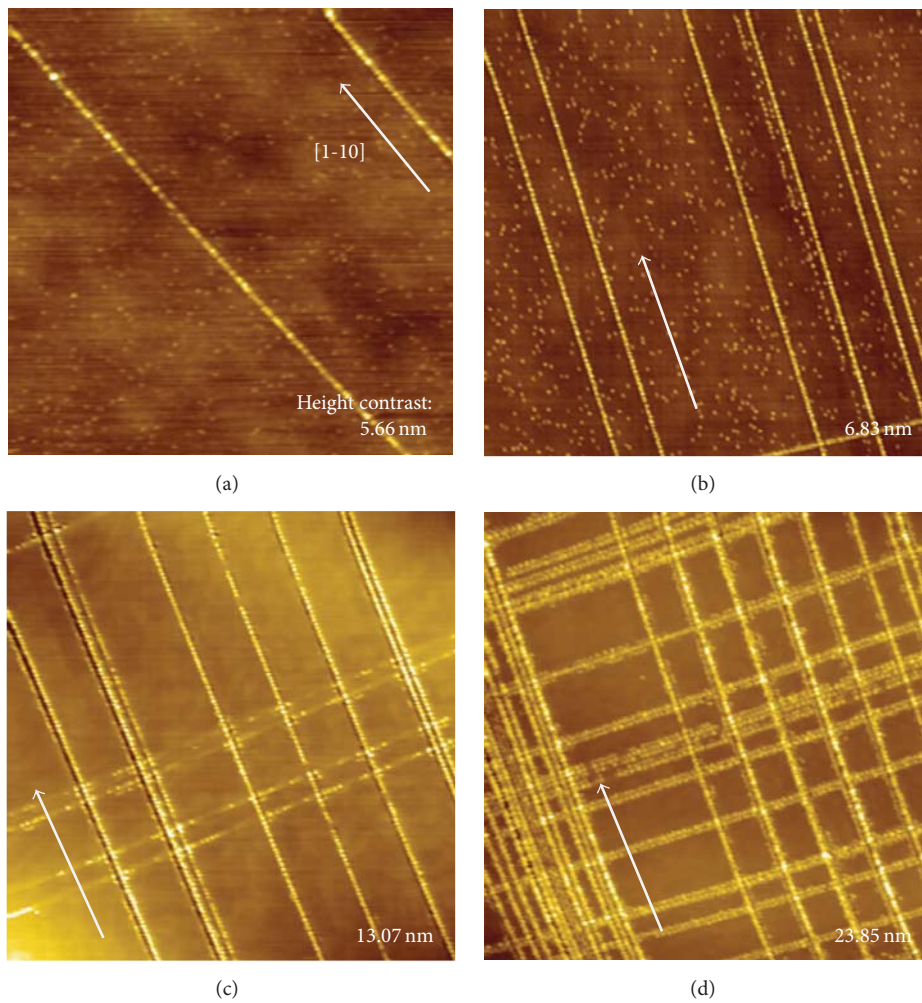 [1-10]
Height contrast:
5.66 nm
6.83 nm
(a)
(b)
13.07 nm
23.85 nm
(c)
(d)